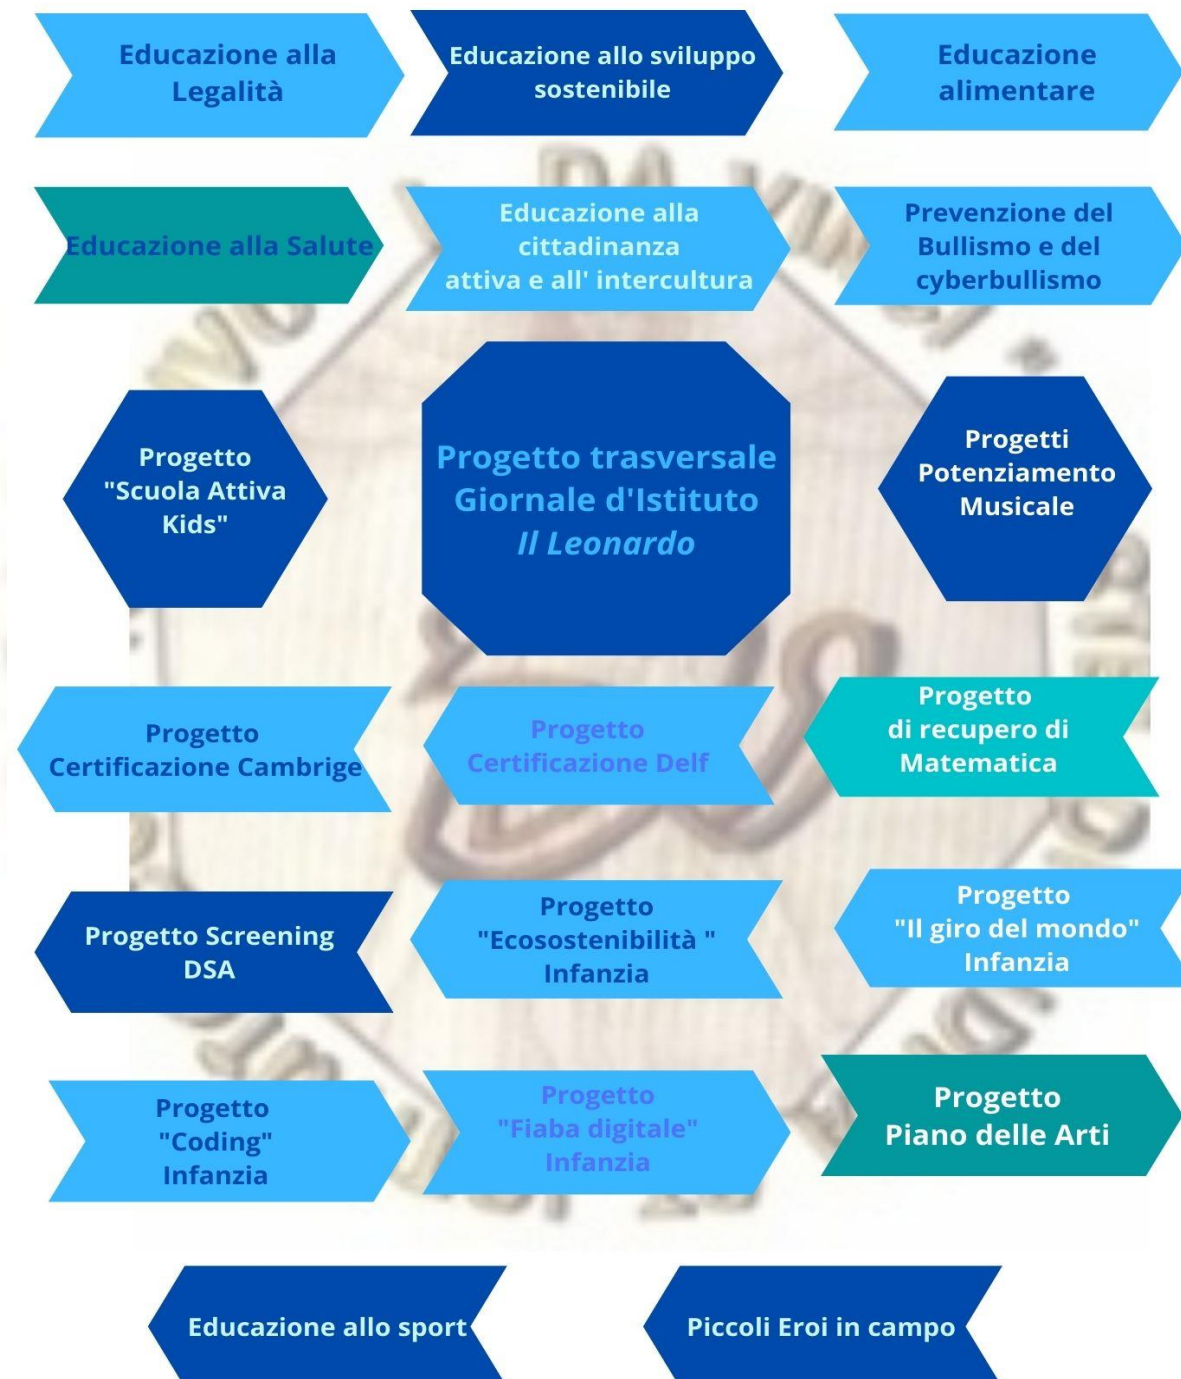 Educazione alla
Legalità
Educazione allo sviluppo
sostenibile
Educazione
alimentare
Educazione alla Salute
Educazione alla
cittadinanza
attiva e all' intercultura
Prevenzione del
Bullismo e del
cyberbullismo
Progetto
"Scuola Attiva
Kids"
Progetto trasversale
Giornale d'Istituto
Il Leonardo
Progetti
Potenziamento
Musicale
Progetto
Certificazione Cambrige
Progetto
Certificazione Delf
Progetto
di recupero di
Matematica
Progetto Screening
DSA
Progetto
"Ecosostenibilità "
Infanzia
Progetto
"Il giro del mondo"
Infanzia
Progetto
"Coding"
Infanzia
Progetto
"Fiaba digitale"
Infanzia
Progetto
Piano delle Arti
Educazione allo sport
Piccoli Eroi in campo